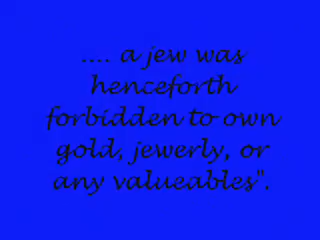 .... a jew was
henceforth
forbidden to own
gold, jewerly, or
any valueables".